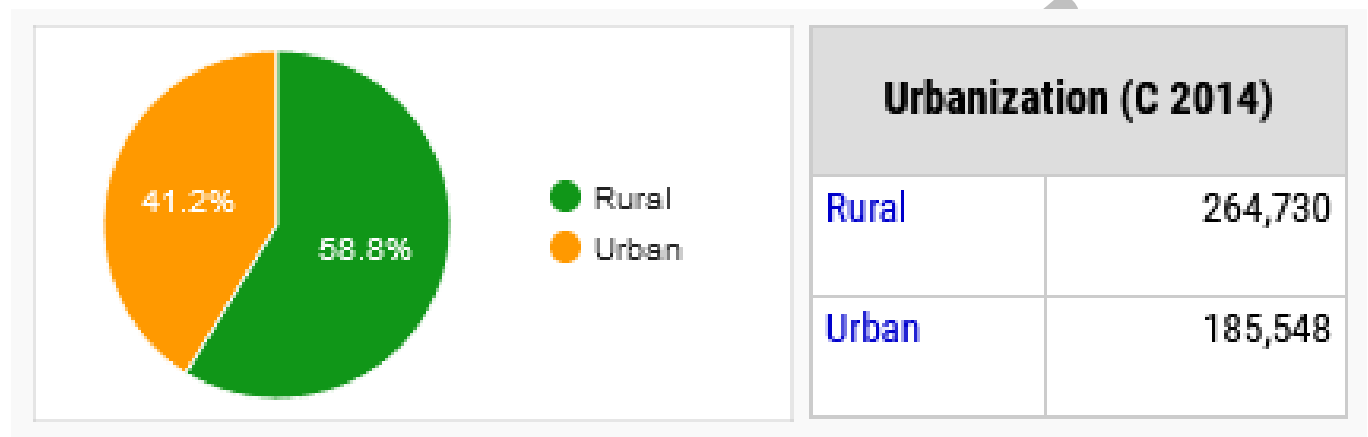 41.2%
58.8%
Rural
Urban
Urbanization (C 2014)
Rural 264,730
Urban 185,548